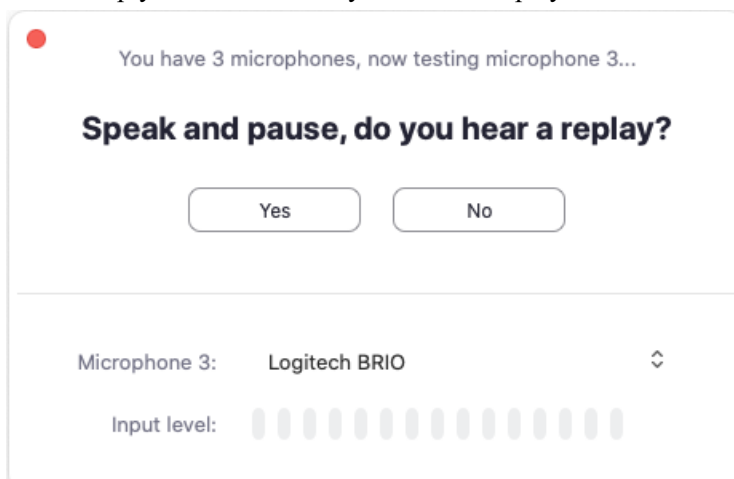 You have 3 microphones, now testing microphone 3...
Speak and pause, do you hear a replay?
Yes No
Microphone 3: Logitech BRIO
Input level: